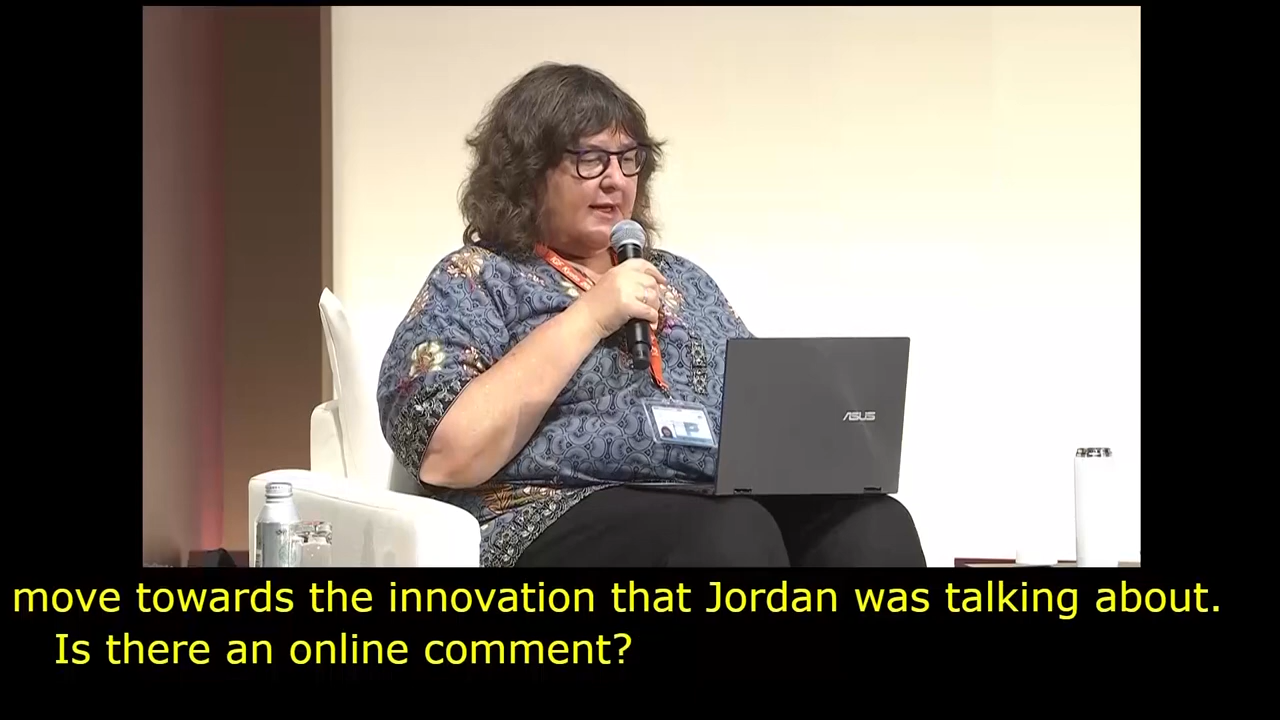 ASUS
P
move towards the innovation that Jordan was talking about.
Is there an online comment?